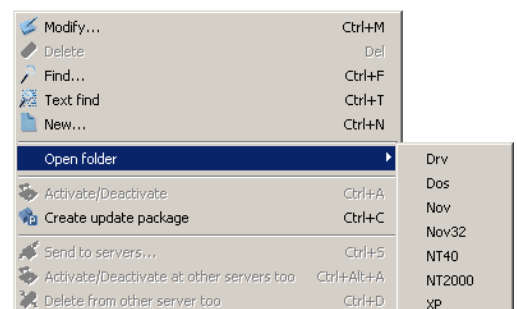 Modify... Ctrl+M
Delete Del
Find... Ctrl+F
Text find Ctrl+T
New... Ctrl+N
Open folder
Activate/Deactivate Ctrl+A
Create update package Ctrl+C
Send to servers... Ctrl+S
Activate/Deactivate at other servers too Ctrl+Alt+A
Delete from other server too Ctrl+D
Drv
Dos
Nov
Nov32
NT40
NT2000
XP